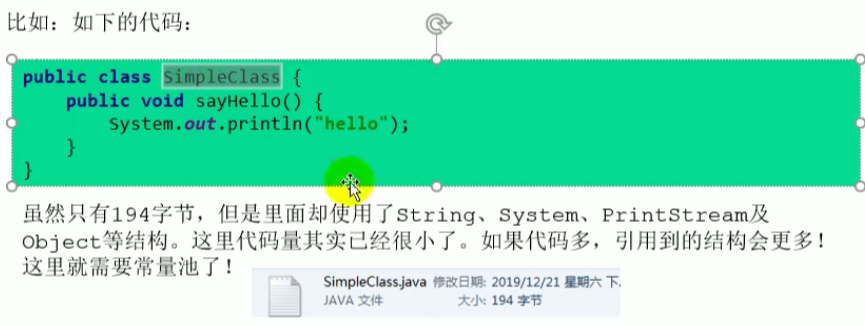 比如：如下的代码：
public class SimpleClass {
    public void sayHello() {
        System.out.println("hello");
    }
}
虽然只有194字节，但是里面却使用了String、System、PrintStream及
Object等结构。这里代码量其实已经很小了。如果代码多，引用到的结构会更多！
这里就需要常量池了！
SimpleClass.java 修改日期: 2019/12/21 星期六 下.
JAVA 文件 大小: 194 字节